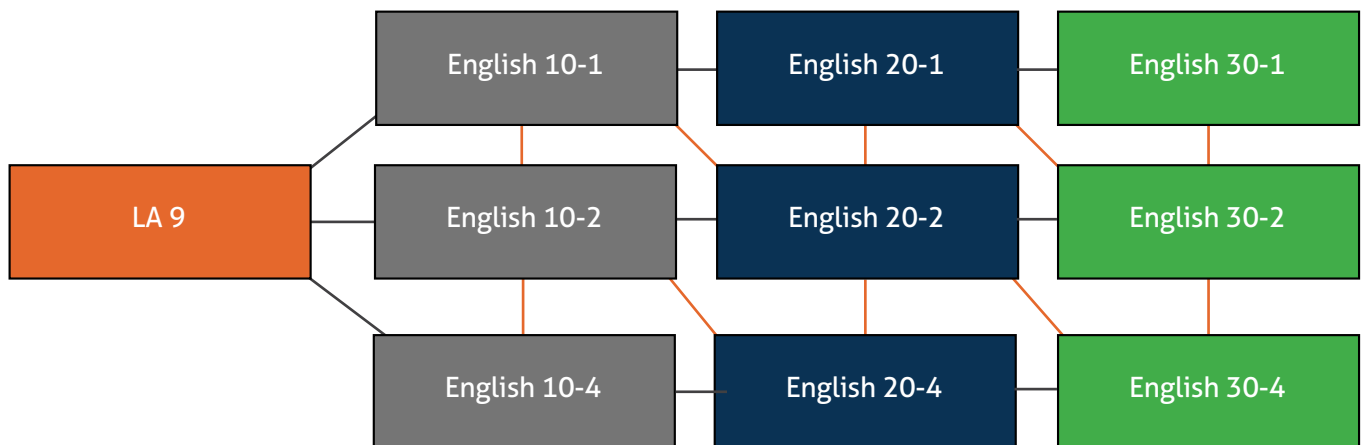 English 10-1
English 20-1
English 30-1
LA 9
English 10-2
English 20-2
English 30-2
English 10-4
English 20-4
English 30-4